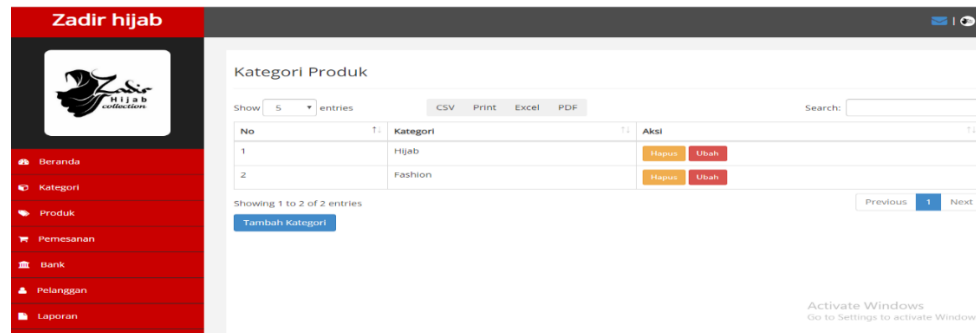 Zadir hijab
|
Zadir
Hijab
collection
Kategori Produk
Show 5 entries CSV Print Excel PDF Search:
No Kategori Aksi
1 Hijab Hapus Ubah
2 Fashion Hapus Ubah
Showing 1 to 2 of 2 entries Previous 1 Next
Tambah Kategori
Beranda
Kategori
Produk
Pemesanan
Bank
Pelanggan
Laporan
Activate Windows
Go to Settings to activate Window